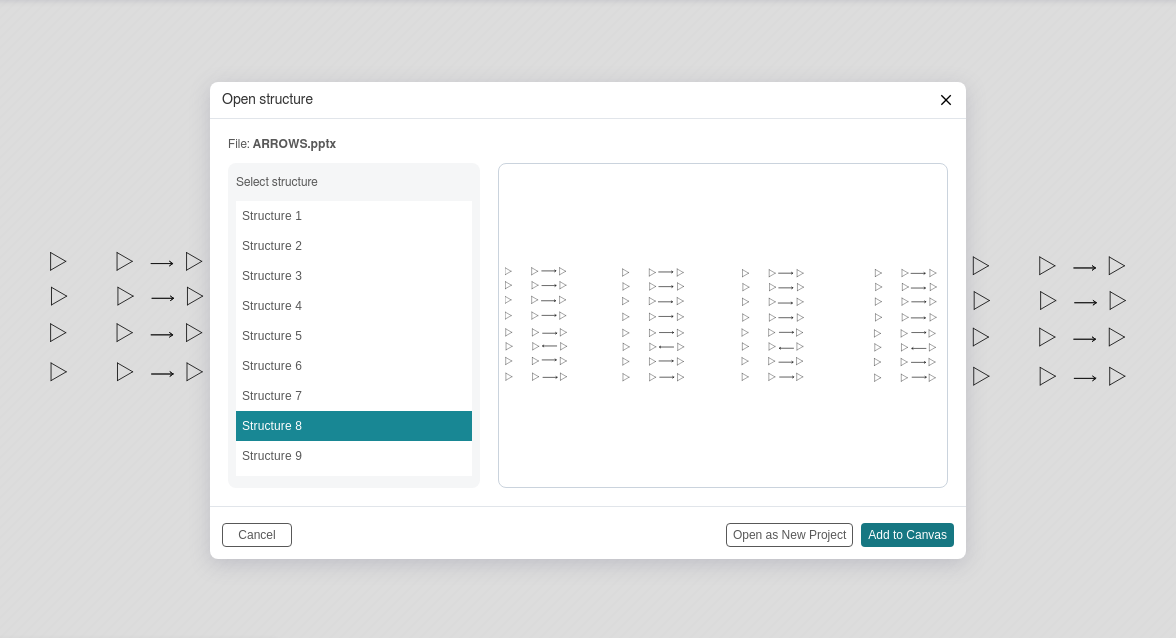 Open structure
File: ARROWS.pptx
Select structure
Structure 1
Structure 2
Structure 3
Structure 4
Structure 5
Structure 6
Structure 7
Structure 8
Structure 9
Cancel
Open as New Project
Add to Canvas